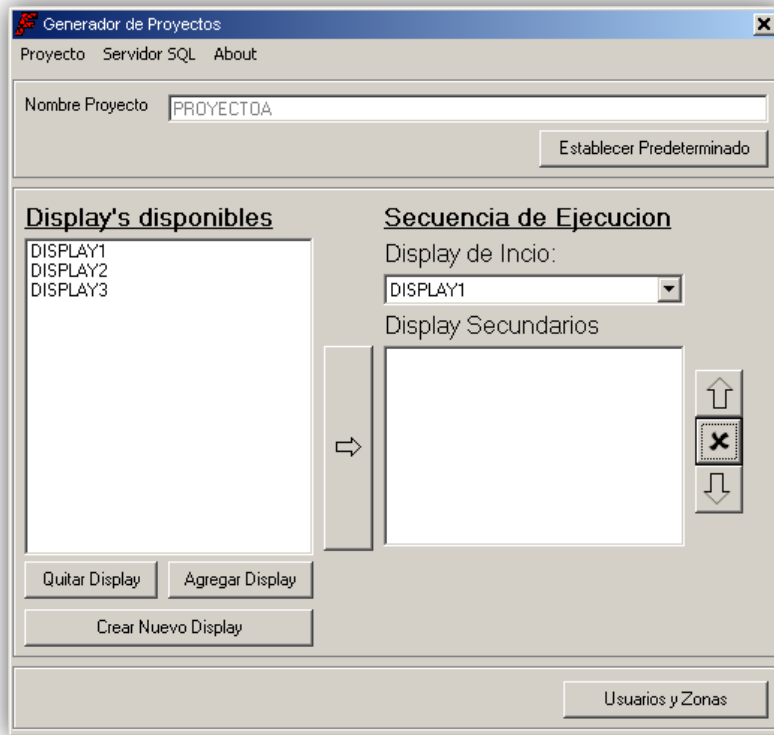 Generador de Proyectos
Proyecto Servidor SQL About
Nombre Proyecto PROYECTOA
Establecer Predeterminado
Display's disponibles
DISPLAY1
DISPLAY2
DISPLAY3
Quitar Display Agregar Display
Crear Nuevo Display
Secuencia de Ejecucion
Display de Incio:
DISPLAY1
Display Secundarios
Usuarios y Zonas